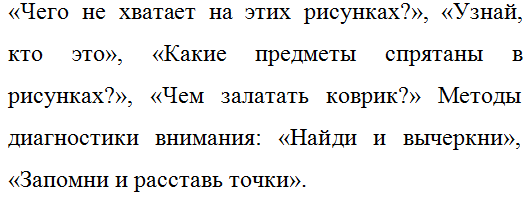 «Чего не хватает на этих рисунках?», «Узнай,
кто это», «Какие предметы спрятаны в
рисунках?», «Чем залатать коврик?» Методы
диагностики внимания: «Найди и вычеркни»,
«Запомни и расставь точки».